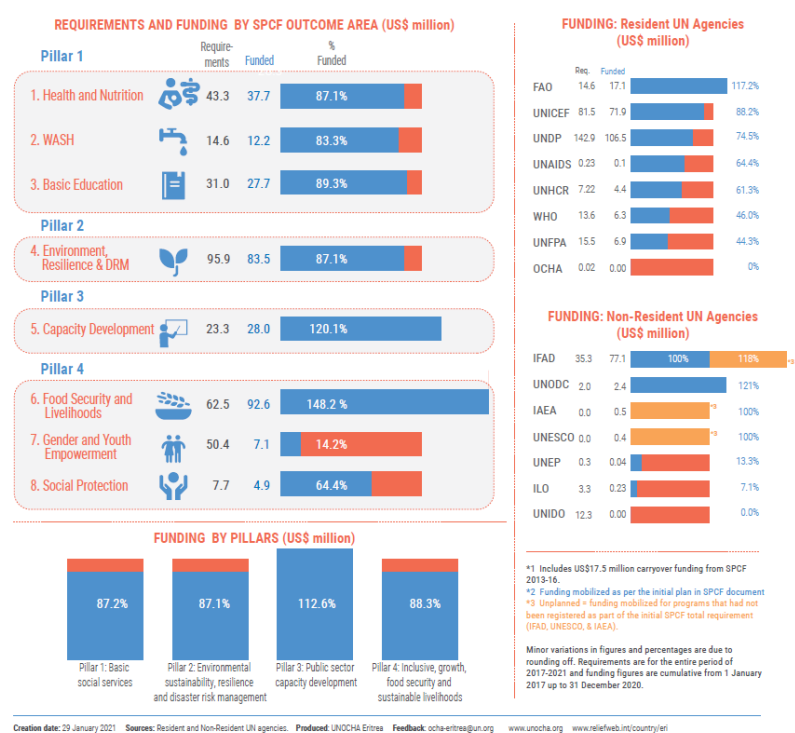 REQUIREMENTS AND FUNDING BY SPCF OUTCOME AREA (US$ million)
Pillar 1
Require-
ments
Funded
%
Funded
1. Health and Nutrition 43.3 37.7 87.1%
2. WASH 14.6 12.2 83.3%
3. Basic Education 31.0 27.7 89.3%
Pillar 2
4. Environment,
Resilience & DRM 95.9 83.5 87.1%
Pillar 3
5. Capacity Development 23.3 28.0 120.1%
Pillar 4
6. Food Security and
Livelihoods 62.5 92.6 148.2 %
7. Gender and Youth
Empowerment 50.4 7.1 14.2%
8. Social Protection 7.7 4.9 64.4%
FUNDING BY PILLARS (US$ million)
87.2% 87.1% 112.6% 88.3%
Pillar 1: Basic
social services
Pillar 2: Environmental
sustainability, resilience
and disaster risk management
Pillar 3: Public sector
capacity development
Pillar 4: Inclusive, growth,
food security and
sustainable livelihoods
FUNDING: Resident UN Agencies
(US$ million)
Req. Funded
FAO 14.6 17.1 117.2%
UNICEF 81.5 71.9 88.2%
UNDP 142.9 106.5 74.5%
UNAIDS 0.23 0.1 64.4%
UNHCR 7.22 4.4 61.3%
WHO 13.6 6.3 46.0%
UNFPA 15.5 6.9 44.3%
OCHA 0.02 0.00 0%
FUNDING: Non-Resident UN Agencies
(US$ million)
IFAD 35.3 77.1 100% 118% *3
UNODC 2.0 2.4 121%
IAEA 0.0 0.5 *3 100%
UNESCO 0.0 0.4 *3 100%
UNEP 0.3 0.04 13.3%
ILO 3.3 0.23 7.1%
UNIDO 12.3 0.00 0.0%
*1 Includes US$17.5 million carryover funding from SPCF
2013-16.
*2 Funding mobilized as per the initial plan in SPCF document
*3 Unplanned = funding mobilized for programs that had not
been registered as part of the initial SPCF total requirement
(IFAD, UNESCO, & IAEA).
Minor variations in figures and percentages are due to
rounding off. Requirements are for the entire period of
2017-2021 and funding figures are cumulative from 1 January
2017 up to 31 December 2020.
Creation date: 29 January 2021 Sources: Resident and Non-Resident UN agencies. Produced: UNOCHA Eritrea Feedback: ocha-eritrea@un.org www.unocha.org www.reliefweb.int/country/eri